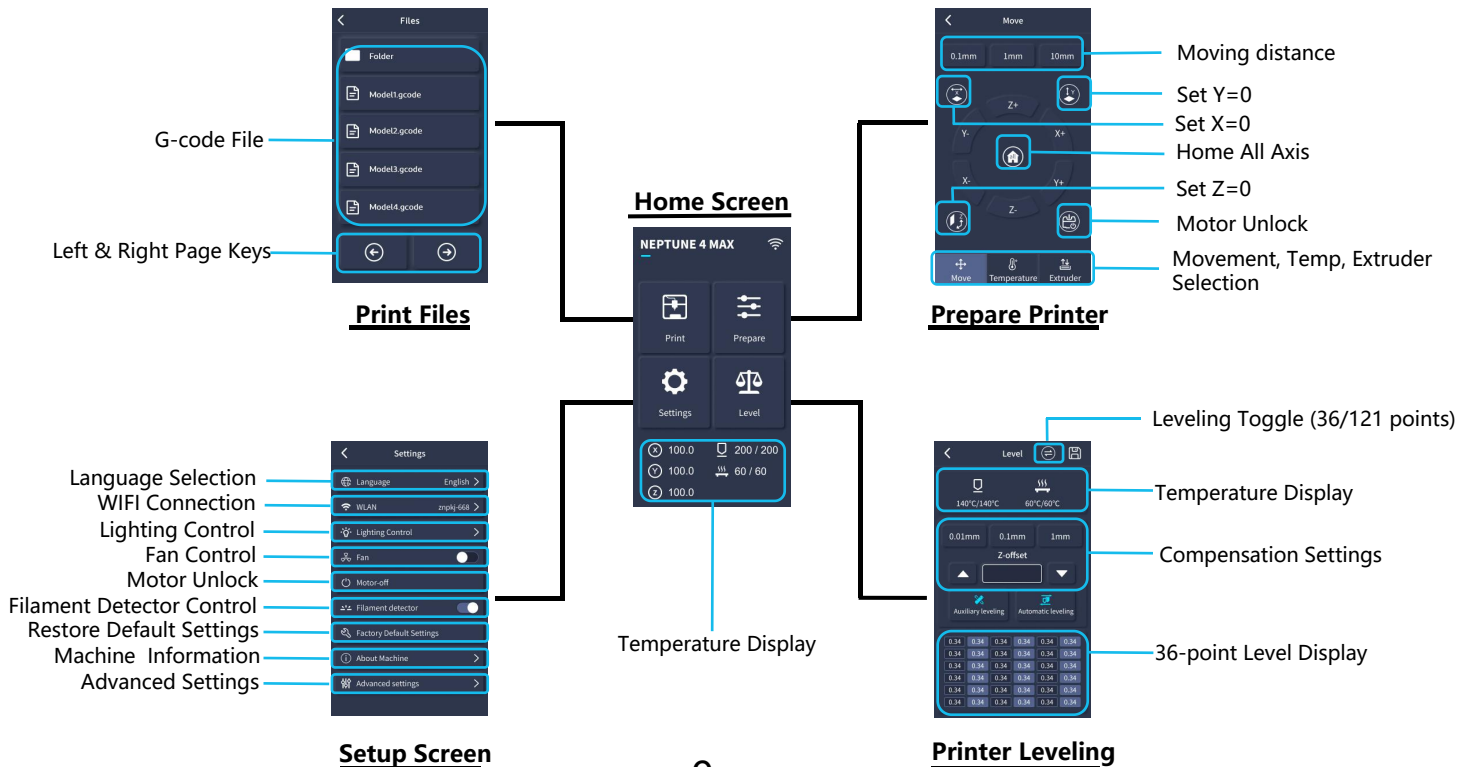 Files
Folder
Model1.gcode
Model2.gcode
Model3.gcode
Model4.gcode
G-code File
Left & Right Page Keys
Print Files
Home Screen
NEPTUNE 4 MAX
Print
Prepare
Settings
Level
X 100.0 200 / 200
Y 100.0 60 / 60
Z 100.0
Temperature Display
Move
0.1mm 1mm 10mm
Z+
Y- X+
X- Y+
Z-
Move Temperature Extruder
Moving distance
Set Y=0
Set X=0
Home All Axis
Set Z=0
Motor Unlock
Movement, Temp, Extruder
Selection
Prepare Printer
Settings
Language English
WLAN znpkj-668
Lighting Control
Fan
Motor-off
Filament detector
Factory Default Settings
About Machine
Advanced settings
Language Selection
WIFI Connection
Lighting Control
Fan Control
Motor Unlock
Filament Detector Control
Restore Default Settings
Machine Information
Advanced Settings
Setup Screen
Level
140°C/140°C 60°C/60°C
0.01mm 0.1mm 1mm
Z-offset
Auxiliary leveling Automatic leveling
0.34 0.34 0.34 0.34 0.34 0.34
0.34 0.34 0.34 0.34 0.34 0.34
0.34 0.34 0.34 0.34 0.34 0.34
0.34 0.34 0.34 0.34 0.34 0.34
0.34 0.34 0.34 0.34 0.34 0.34
0.34 0.34 0.34 0.34 0.34 0.34
Leveling Toggle (36/121 points)
Temperature Display
Compensation Settings
36-point Level Display
Printer Leveling